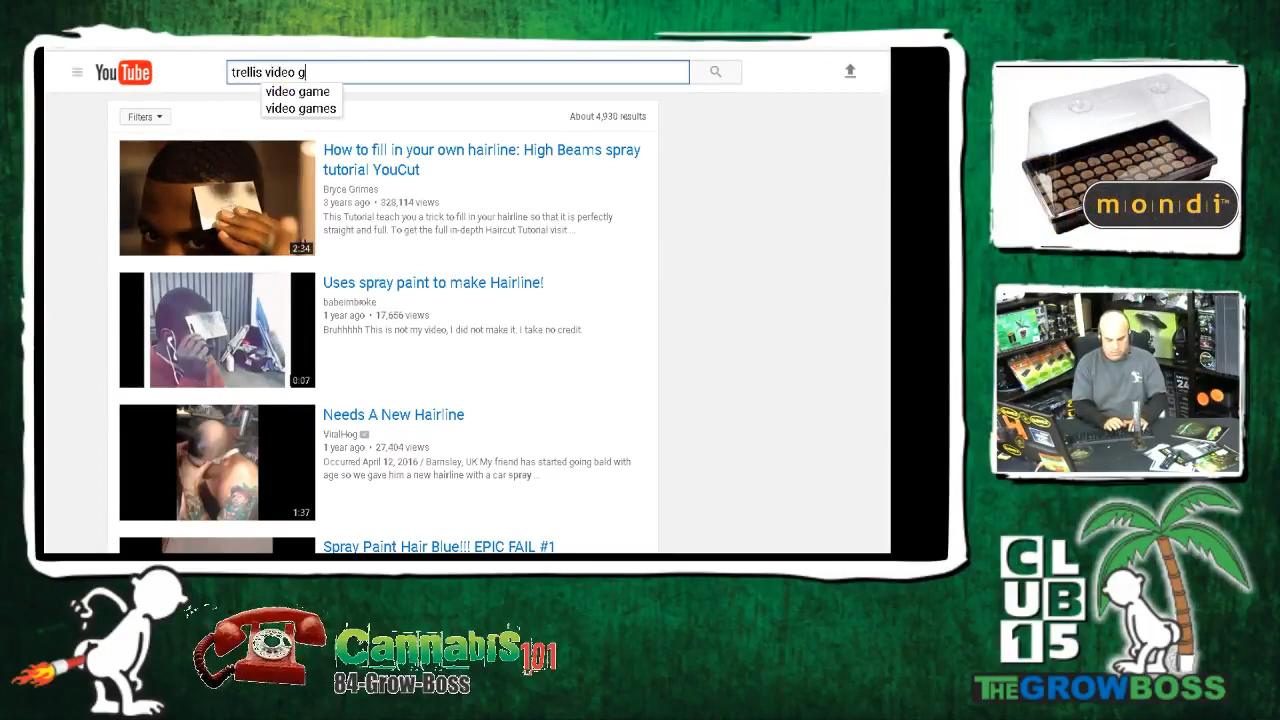 YouTube
trellis video g
video game
video games
Filters
About 4,930 results
How to fill in your own hairline: High Beams spray
tutorial YouCut
Bryce Grimes
3 years ago • 328,114 views
This Tutorial teach you a trick to fill in your hairline so that it is perfectly
straight and full. To get the full in-depth Haircut Tutorial visit ...
2:34
Uses spray paint to make Hairline!
babeimbroke
1 year ago • 17,656 views
Bruhhhhh This is not my video, I did not make it. I take no credit
0:07
Needs A New Hairline
ViralHog
1 year ago • 27,404 views
Occurred April 12, 2016 / Barnsley, UK My friend has started going bald with
age so we gave him a new hairline with a car spray ...
1:37
Spray Paint Hair Blue!!! EPIC FAIL #1
mondi™
24
Cannabis 101
84-Grow-Boss
CLUB
15
THEGROWBOSS